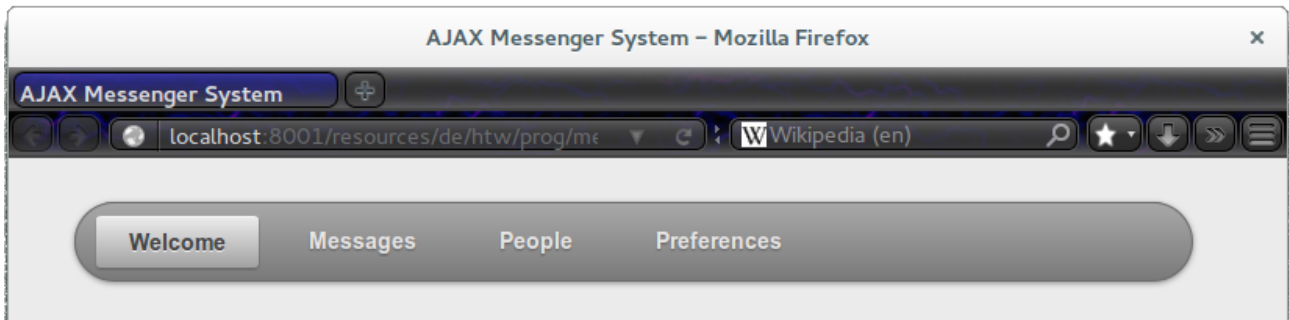 AJAX Messenger System – Mozilla Firefox ×
AJAX Messenger System
localhost:8001/resources/de/htw/prog/me W Wikipedia (en)
Welcome Messages People Preferences